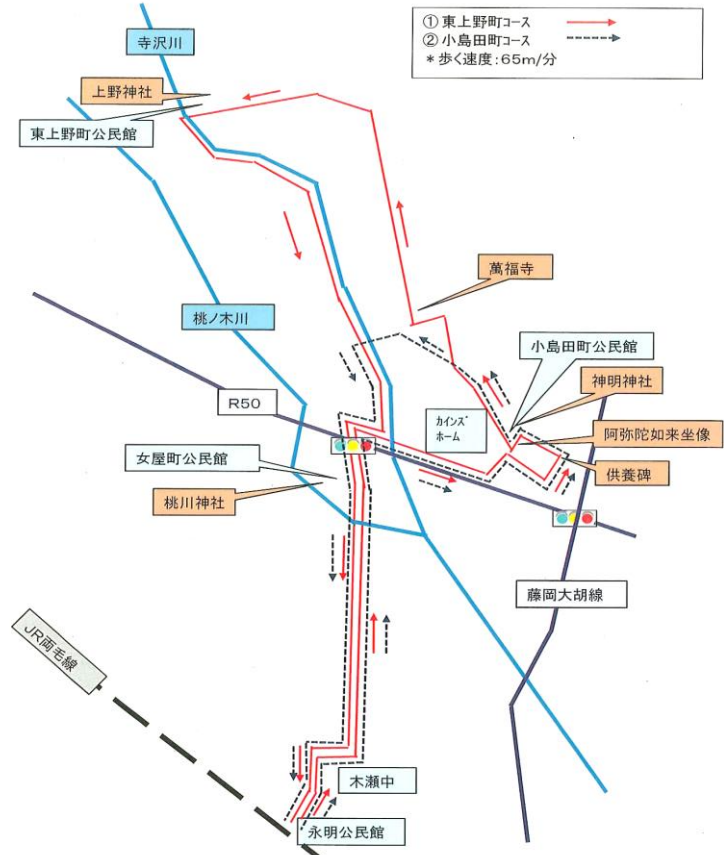 ① 東上野町コース
② 小島田町コース
* 歩く速度：65m/分
寺沢川
上野神社
東上野町公民館
萬福寺
桃ノ木川
小島田町公民館
神明神社
R50
カインズ
ホーム
阿弥陀如来坐像
女屋町公民館
供養碑
桃川神社
藤岡大胡線
JR両毛線
木瀬中
永明公民館